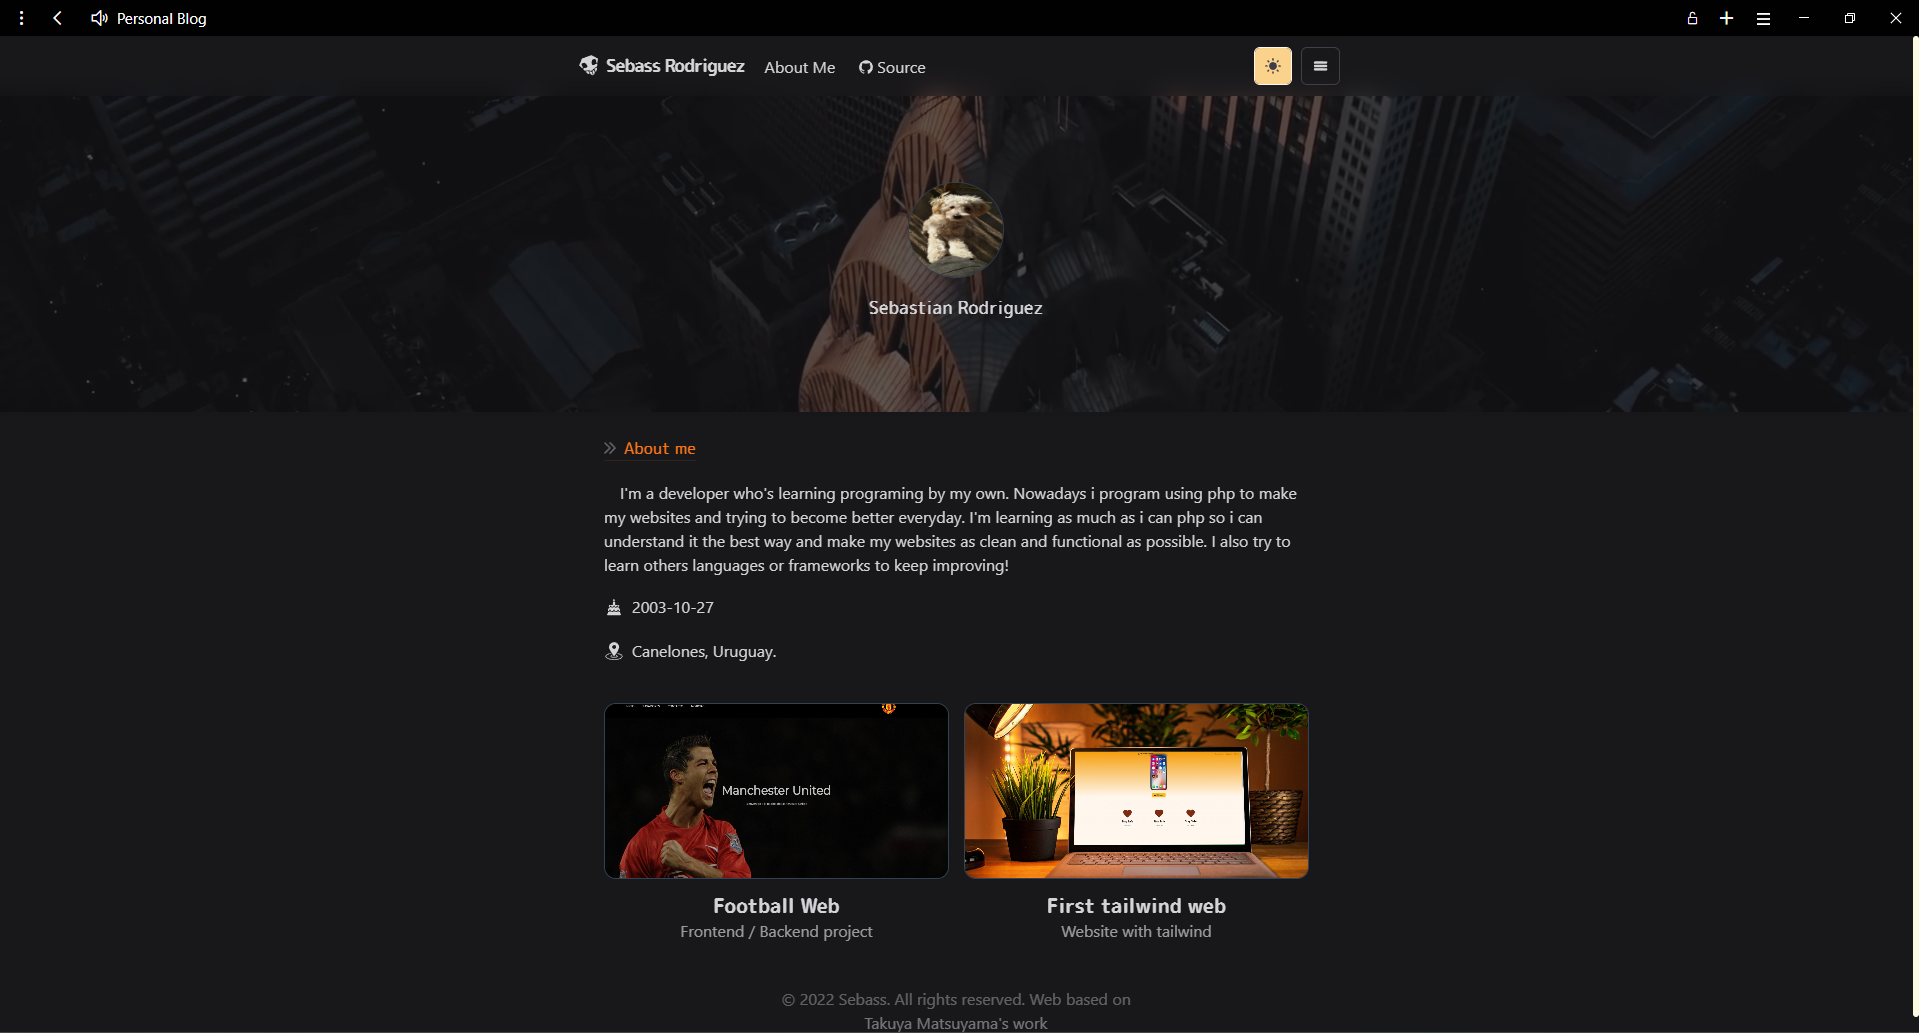 Personal Blog
Sebass Rodriguez
About Me
Source
Sebastian Rodriguez
About me
I'm a developer who's learning programing by my own. Nowadays i program using php to make
my websites and trying to become better everyday. I'm learning as much as i can php so i can
understand it the best way and make my websites as clean and functional as possible. I also try to
learn others languages or frameworks to keep improving!
2003-10-27
Canelones, Uruguay.
Manchester United
Football Web
Frontend / Backend project
First tailwind web
Website with tailwind
© 2022 Sebass. All rights reserved. Web based on
Takuya Matsuyama's work